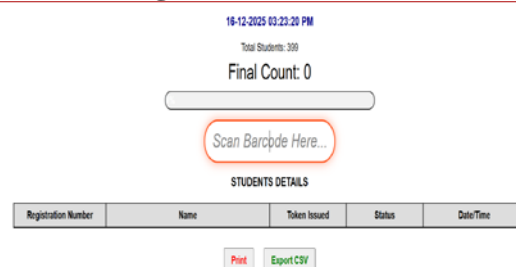 16-12-2025 03:23:20 PM
Total Students: 399
Final Count: 0
Scan Barcode Here...
STUDENTS DETAILS
Registration Number Name Token Issued Status Date/Time
Print Export CSV